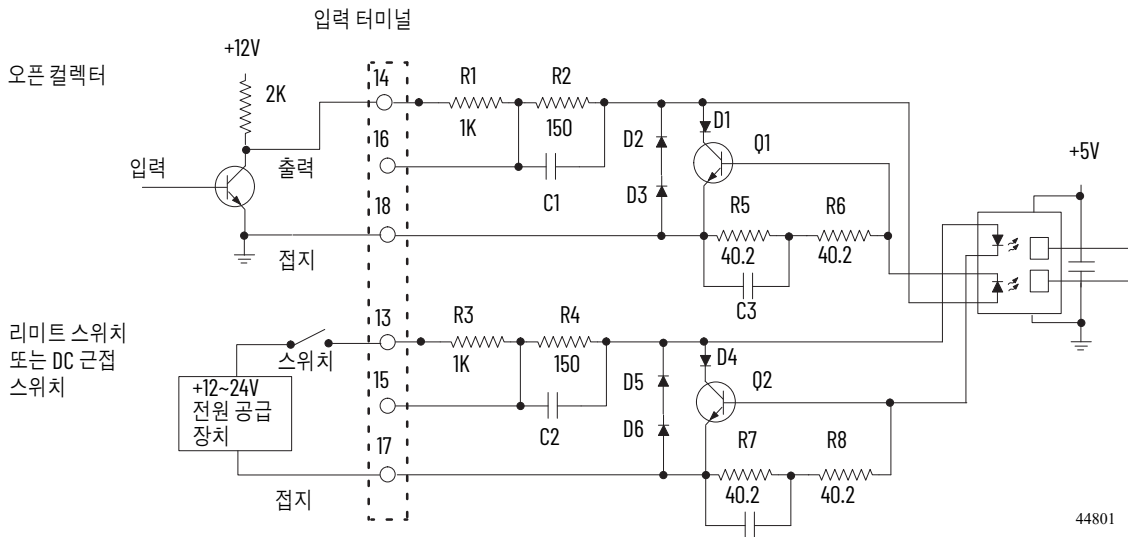 입력 터미널
오픈 컬렉터
+12V
2K
입력
출력
접지
14
16
18
R1
1K
R2
150
C1
D2
D3
D1
Q1
R5
40.2
R6
40.2
C3
+5V
리미트 스위치
또는 DC 근접
스위치
스위치
+12~24V
전원 공급
장치
접지
13
15
17
R3
1K
R4
150
C2
D5
D6
D4
Q2
R7
40.2
R8
40.2
44801